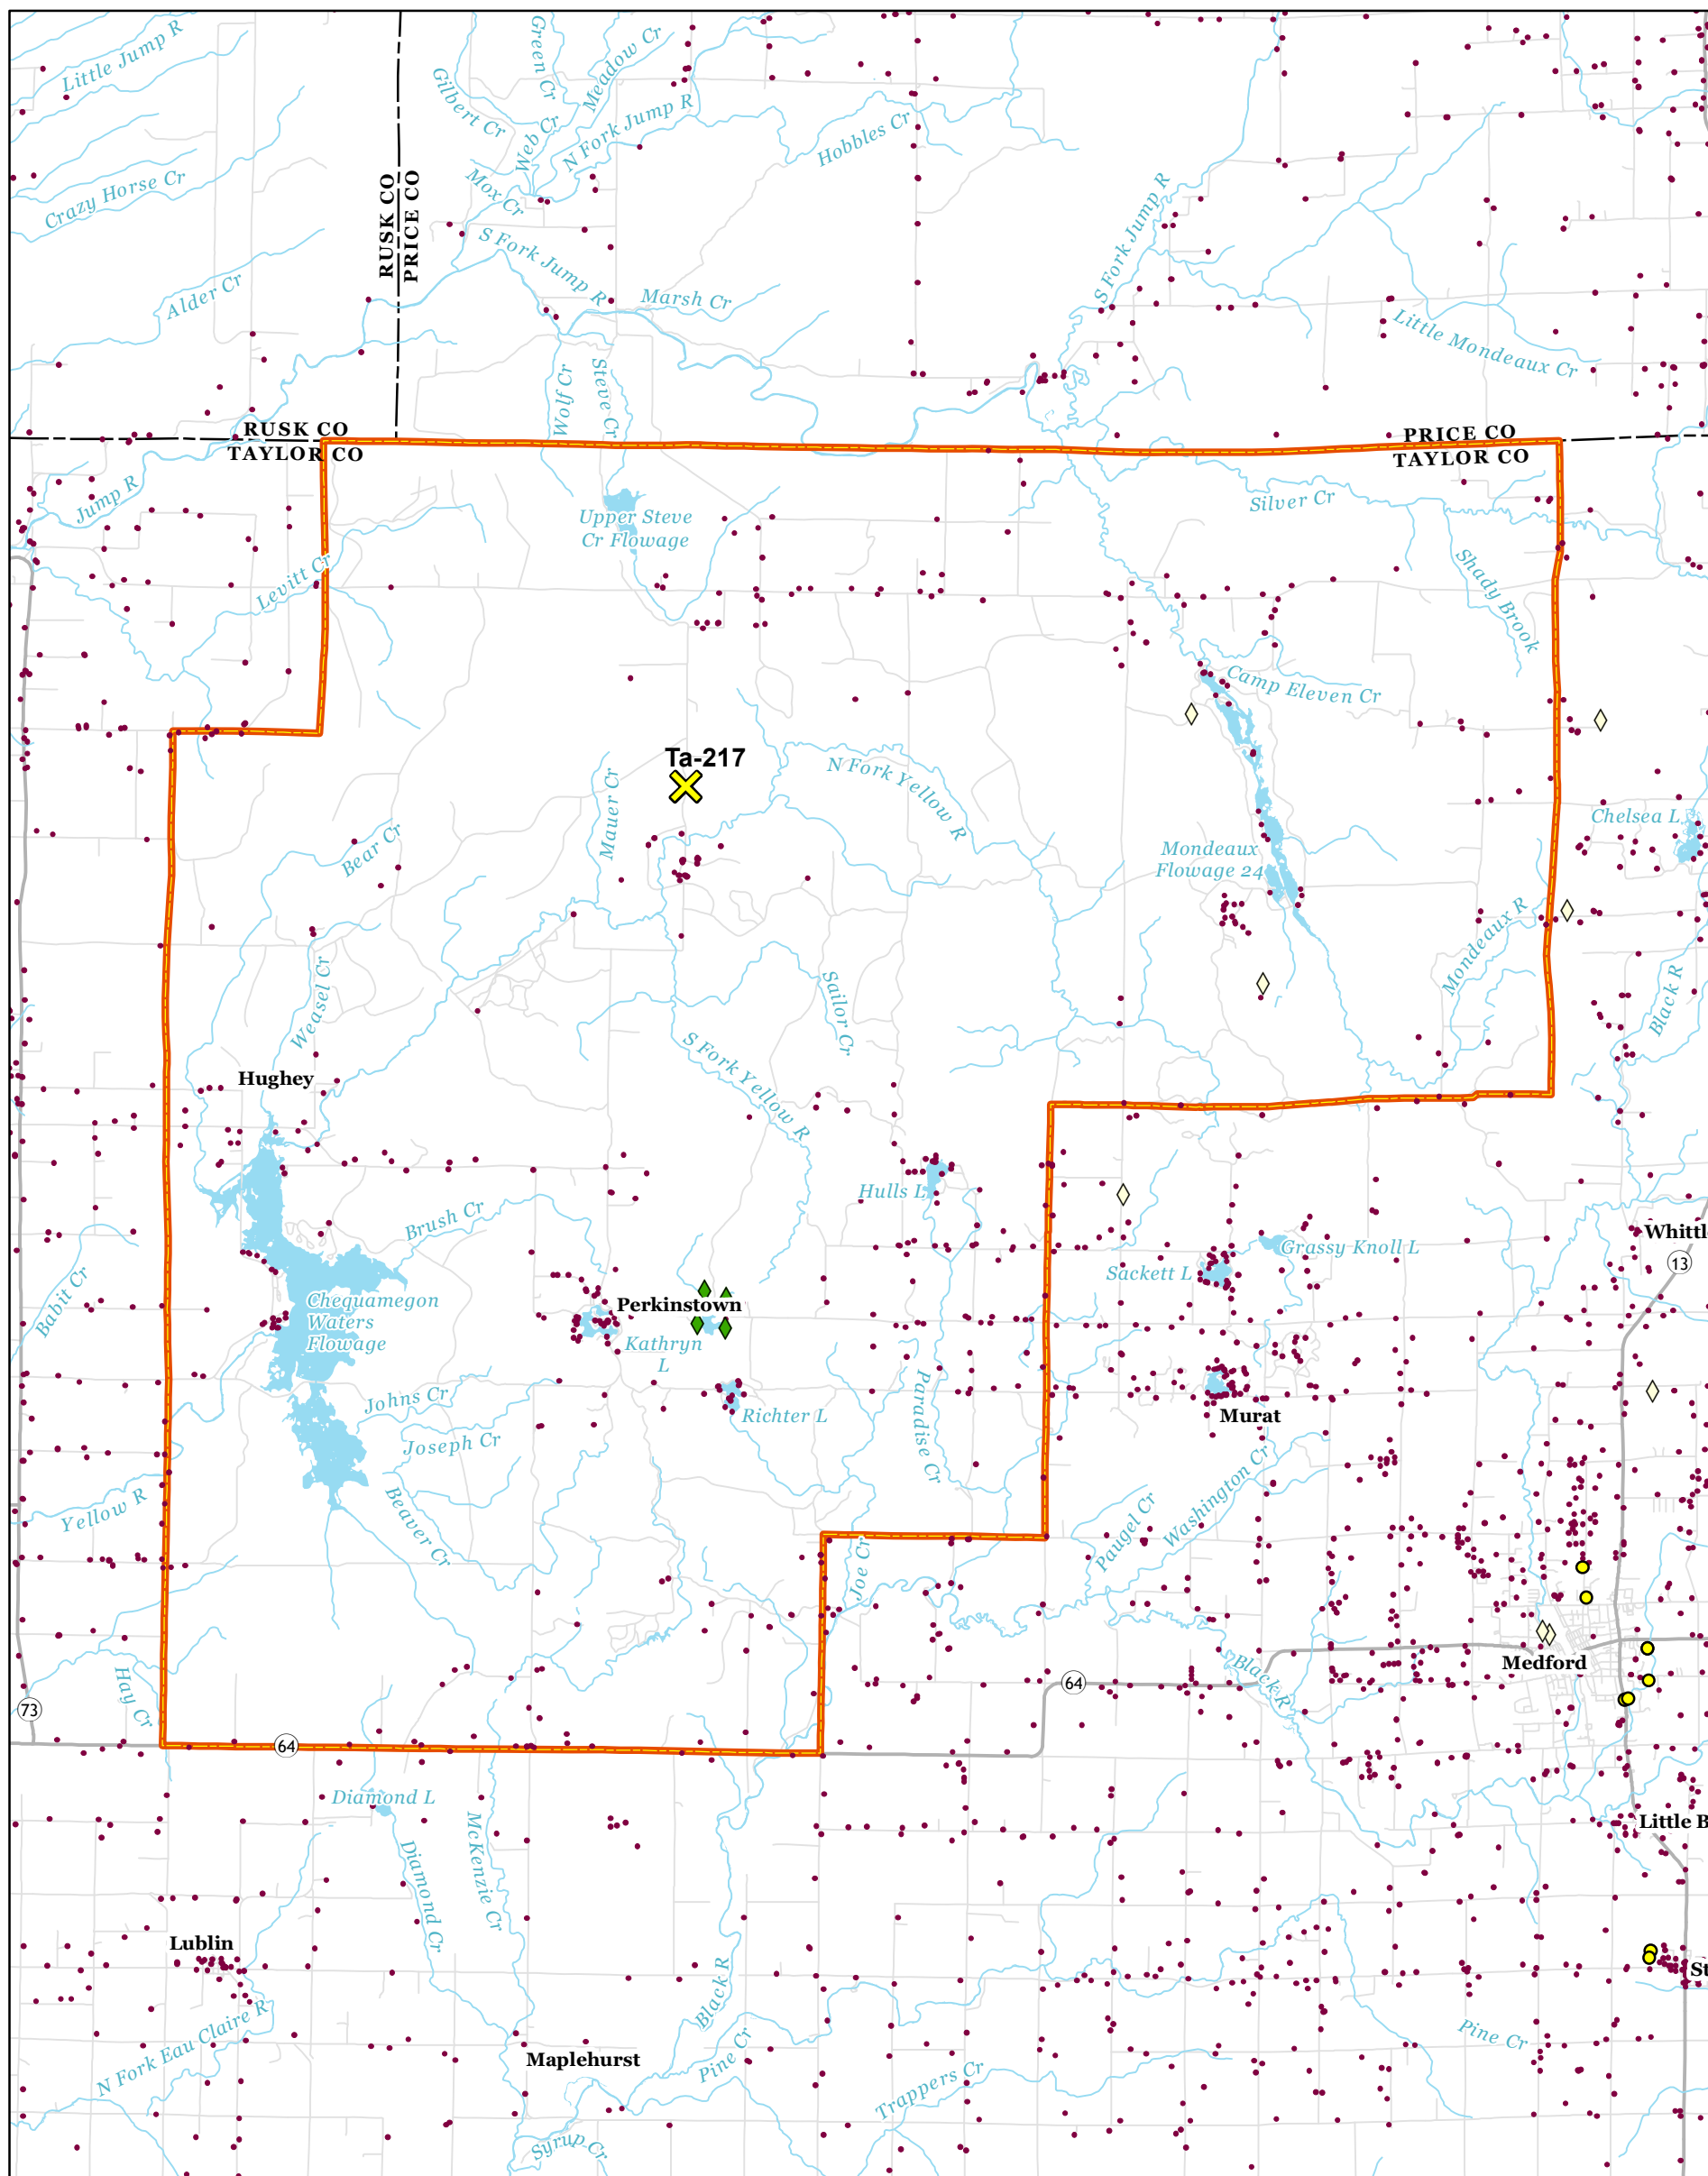 Little Jump R
Green Cr
Meadow Cr
Gilbert Cr
Web Cr
N Fork Jump R
Hobbles Cr
Crazy Horse Cr
Mox Cr
RUSK CO
PRICE CO
S Fork Jump R
S Fork Jump R
Alder Cr
Marsh Cr
Little Mondeaux Cr
Wolf Cr
Steve Cr
RUSK CO
TAYLOR CO
PRICE CO
TAYLOR CO
Jump R
Silver Cr
Upper Steve
Cr Flowage
Levitt Cr
Shady Brook
Camp Eleven Cr
Ta-217
N Fork Yellow R
Mauer Cr
Chelsea L
Bear Cr
Mondeaux
Flowage 24
Mondeaux R
Weasel Cr
Sailor Cr
Black R
S Fork Yellow R
Hughey
Hulls L
Brush Cr
Whittl
Grassy Knoll L
13
Sackett L
Babit Cr
Chequamegon
Waters
Flowage
Perkinstown
Kathryn
L
Johns Cr
Paradise Cr
Richter L
Murat
Joseph Cr
Yellow R
Beaver Cr
Washington Cr
Paugel Cr
Joe Cr
Medford
Black R
Hay Cr
64
73
64
Diamond L
McKenzie Cr
Diamond Cr
Little B
Lublin
St
Black R
N Fork Eau Claire R
Pine Cr
Maplehurst
Pine Cr
Trappers Cr
Syrup Cr